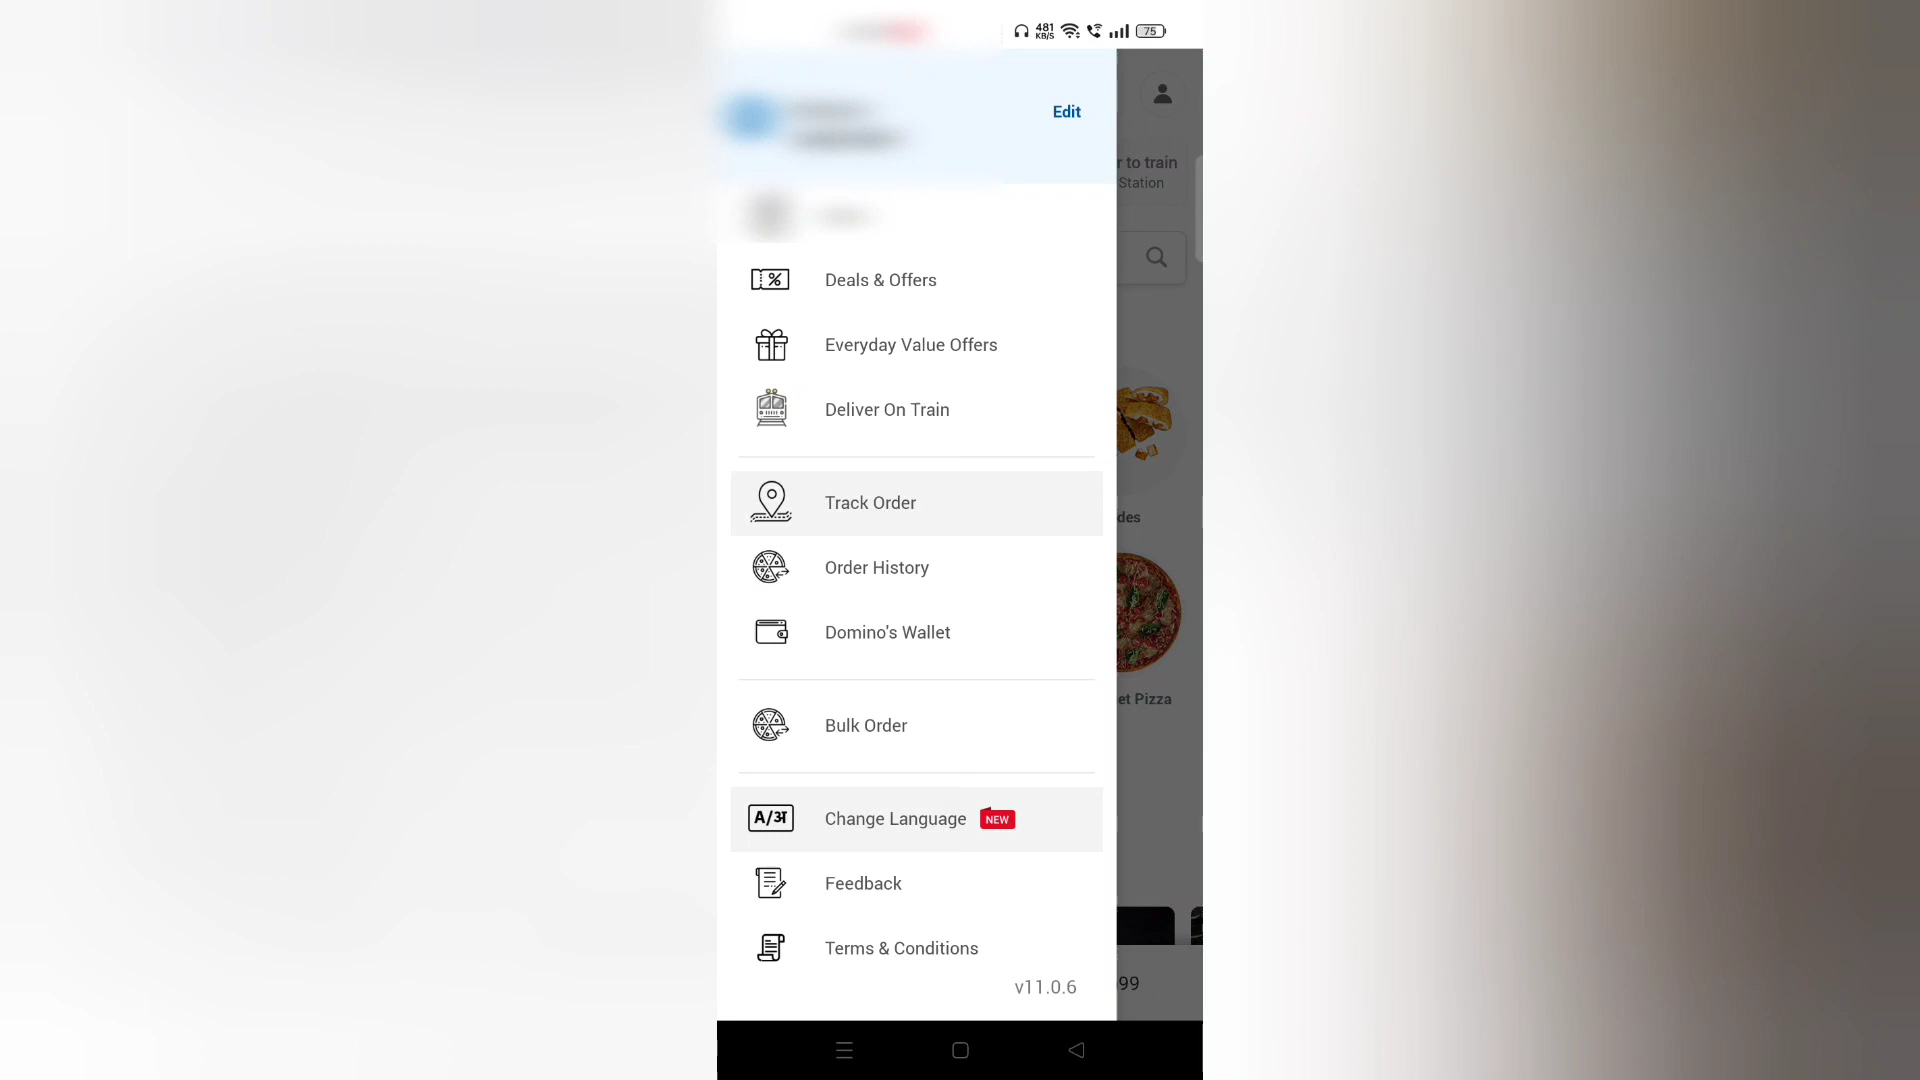 481
KB/S
75
Edit
r to train
Station
Deals & Offers
Everyday Value Offers
Deliver On Train
Track Order
des
Order History
Domino's Wallet
et Pizza
Bulk Order
A/अ
Change Language NEW
Feedback
Terms & Conditions
v11.0.6
99